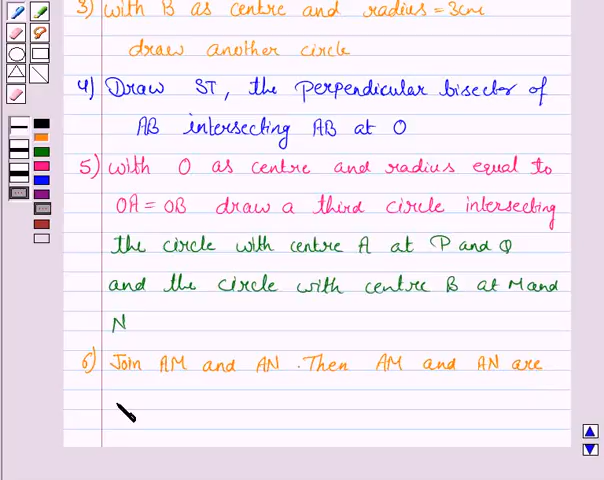 3) with B as centre and radius = 3cm
draw another circle
4) Draw ST, the perpendicular bisector of
AB intersecting AB at O
5) with O as centre and radius equal to
OA = OB draw a third circle intersecting
the circle with centre A at P and Q
and the circle with centre B at M and
N
6) Join AM and AN . Then AM and AN are